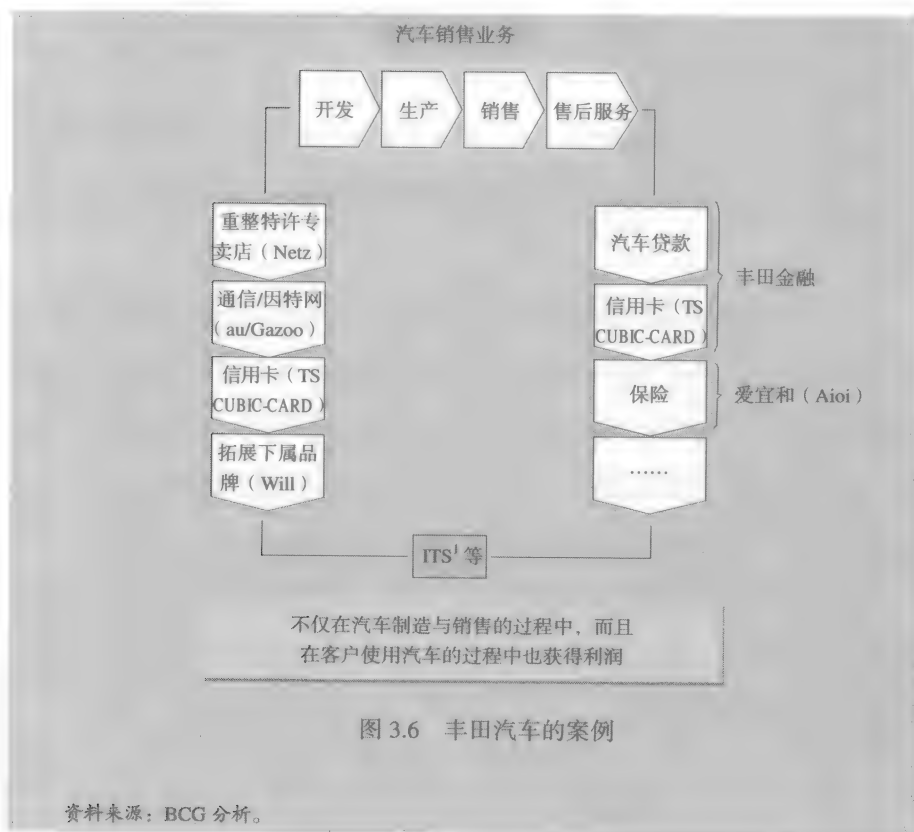 汽车销售业务
开发
生产
销售
售后服务
重整特许专
卖店（Netz）
通信/因特网
（au/Gazoo）
信用卡（TS
CUBIC-CARD）
拓展下属品
牌（Will）
汽车贷款
信用卡（TS
CUBIC-CARD）
保险
……
丰田金融
爱宜和（Aioi）
ITS¹等
不仅在汽车制造与销售的过程中，而且
在客户使用汽车的过程中也获得利润
图 3.6 丰田汽车的案例
资料来源：BCG 分析。